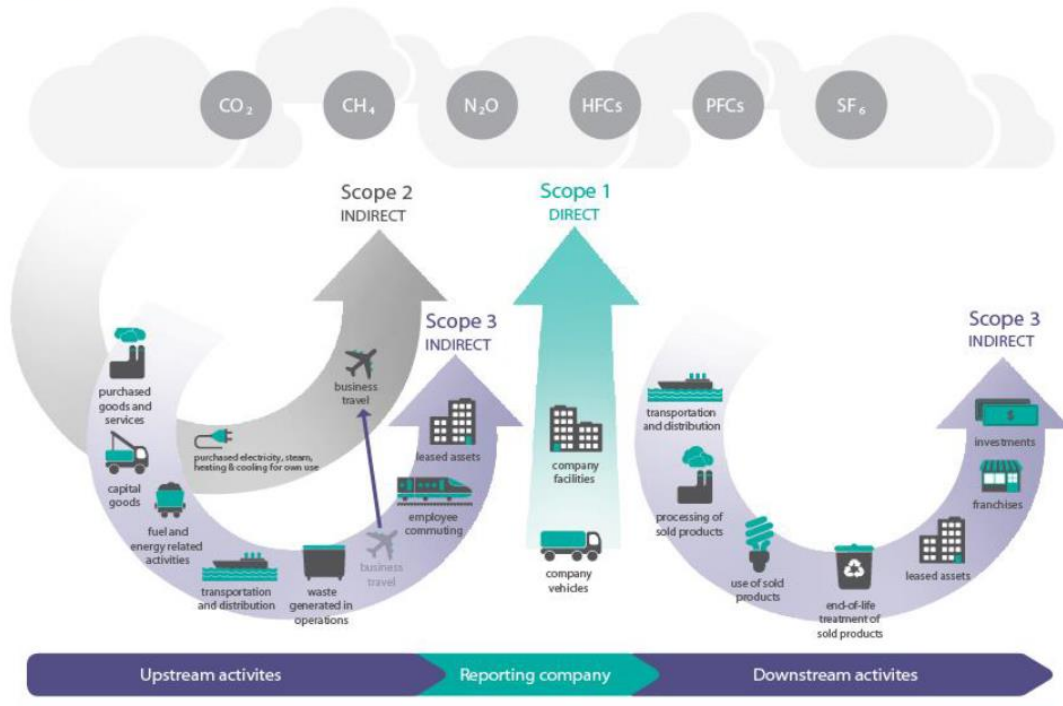 CO2
CH4
N2O
HFCs
PFCs
SF6
Scope 2
INDIRECT
Scope 1
DIRECT
Scope 3
INDIRECT
Scope 3
INDIRECT
purchased
goods and
services
capital
goods
fuel and
energy related
activities
purchased electricity, steam,
heating & cooling for own use
transportation
and distribution
waste
generated in
operations
business
travel
business
travel
employee
commuting
leased assets
company
facilities
company
vehicles
transportation
and distribution
processing of
sold products
use of sold
products
end-of-life
treatment of
sold products
leased assets
franchises
investments
$
Upstream activites
Reporting company
Downstream activites